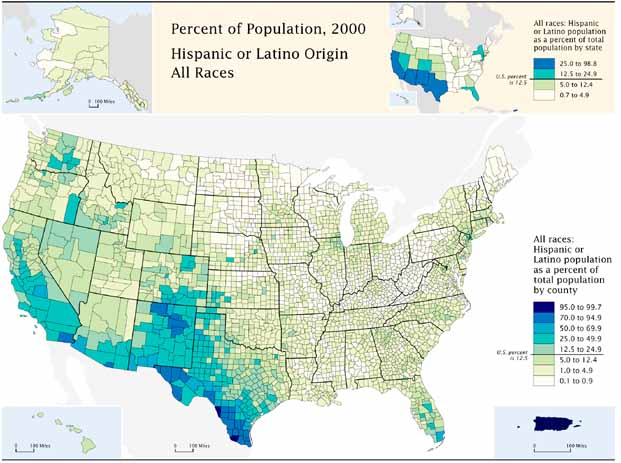 Percent of Population, 2000
Hispanic or Latino Origin
All Races
0 100 Miles
All races: Hispanic
or Latino population
as a percent of total
population by state
25.0 to 98.8
12.5 to 24.9
U.S. percent
is 12.5
5.0 to 12.4
0.7 to 4.9
All races:
Hispanic or
Latino population
as a percent of
total population
by county
95.0 to 99.7
70.0 to 94.9
50.0 to 69.9
25.0 to 49.9
12.5 to 24.9
U.S. percent
is 12.5
5.0 to 12.4
1.0 to 4.9
0.1 to 0.9
0 100 Miles
0 100 Miles
0 100 Miles